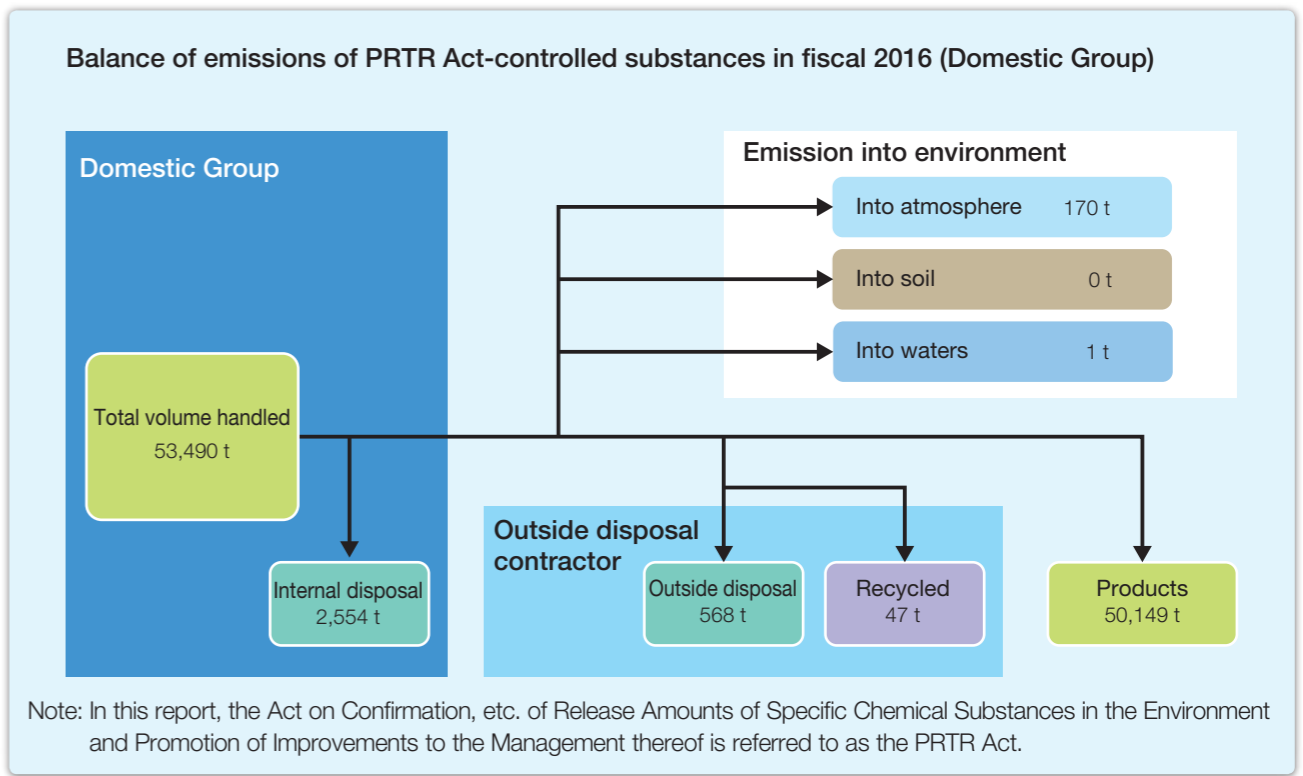 Balance of emissions of PRTR Act-controlled substances in fiscal 2016 (Domestic Group)
Domestic Group
Emission into environment
Into atmosphere 170 t
Into soil 0 t
Into waters 1 t
Total volume handled
53,490 t
Internal disposal
2,554 t
Outside disposal
contractor
Outside disposal
568 t
Recycled
47 t
Products
50,149 t
Note: In this report, the Act on Confirmation, etc. of Release Amounts of Specific Chemical Substances in the Environment
and Promotion of Improvements to the Management thereof is referred to as the PRTR Act.